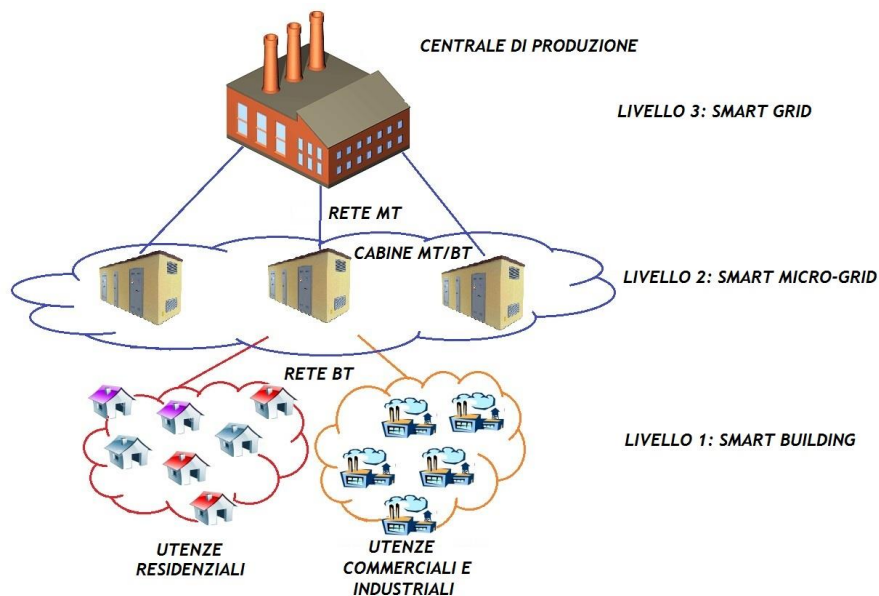 CENTRALE DI PRODUZIONE
LIVELLO 3: SMART GRID
RETE MT
CABINE MT/BT
LIVELLO 2: SMART MICRO-GRID
RETE BT
LIVELLO 1: SMART BUILDING
UTENZE
RESIDENZIALI
UTENZE
COMMERCIALI E
INDUSTRIALI